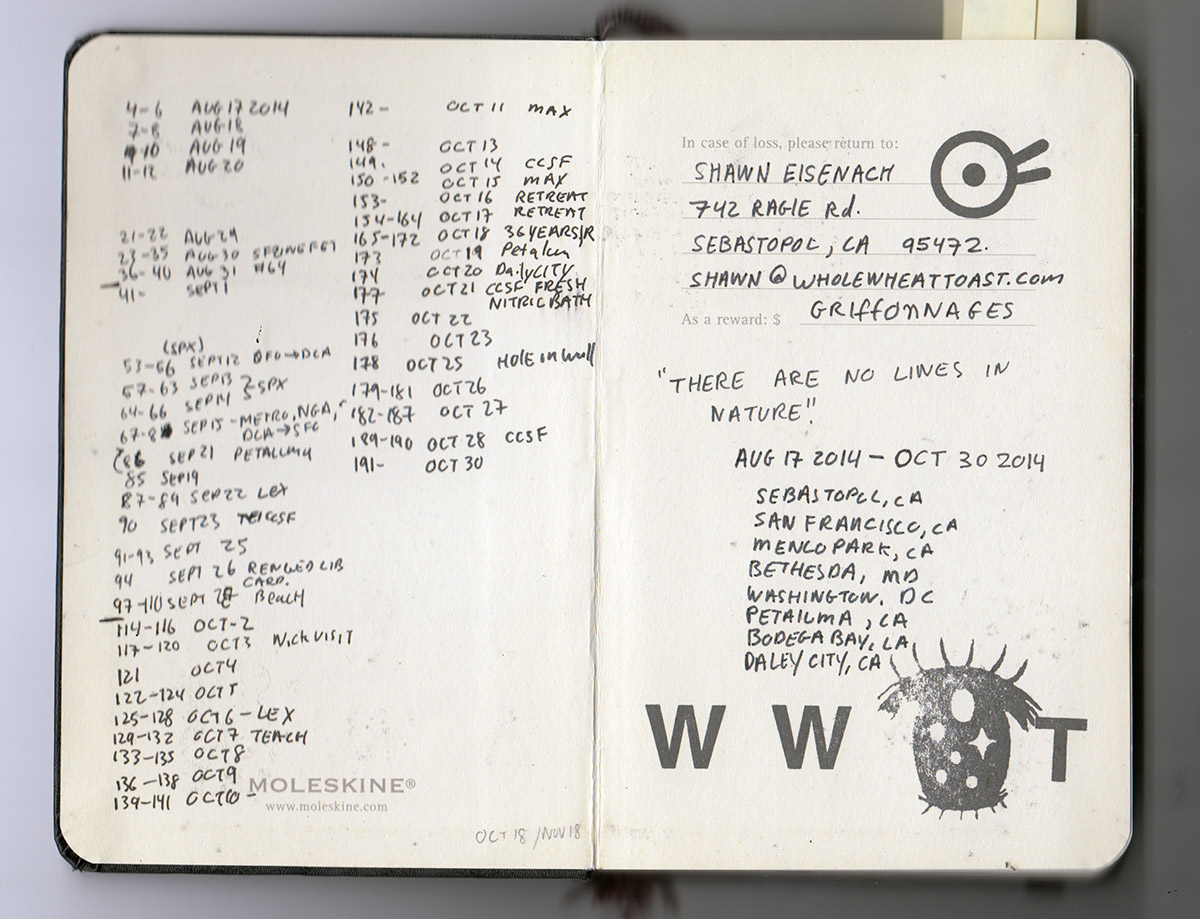 4-6 AUG 17 2014
7-8 AUG 18
10 AUG 19
11-12 AUG 20
21-22 AUG 29
23-35 AUG 30
36-40 AUG 31 #64
41- SEPT 1
(SPX)
53-56 SEPT 12 →DCA
57-63 SEP 13 } SPX
64-66 SEP 14
67-8 SEP 15 - METRO, NGA,
DCA→SFO
86 SEP 21 PETALUMA
85 SEP 19
87-89 SEP 22 LEX
90 SEPT 23 CCSF
91-93 SEPT 25
94 SEPT 26 RENEWED LIB
CARD.
97-110 SEPT BEACH
114-116 OCT-2
117-120 OCT 3 NICK VISIT
121 OCT 4
122-124 OCT 5
125-128 OCT 6 - LEX
129-132 OCT 7 TEACH
133-135 OCT 8
136-138 OCT 9
139-141 OCT 10 -
142- OCT 11 MAX
148- OCT 13
149. OCT 14 CCSF
150-152 OCT 15 MAX
153- OCT 16 RETREAT
154-164 OCT 17 RETREAT
165-172 OCT 18 36 YEARS/R
173 OCT 19 Petaluma
174 OCT 20 Daily CITY
177 OCT 21 CCSF FRESH
NITRIC BATH
175 OCT 22
176 OCT 23
178 OCT 25 HOLE in wall
179-181 OCT 26
182-187 OCT 27
189-190 OCT 28 CCSF
191- OCT 30
MOLESKINE®
www.moleskine.com
OCT 18 / NOV 18
In case of loss, please return to:
SHAWN EISENACH
742 RAGLE Rd.
SEBASTOPOL, CA 95472.
SHAWN@WHOLEWHEATTOAST.COM
As a reward: $ GRIFFONNAGES
"THERE ARE NO LINES IN
NATURE"
AUG 17 2014 - OCT 30 2014
SEBASTOPOL, CA
SAN FRANCISCO, CA
MENLO PARK, CA
BETHESDA, MD
WASHINGTON, DC
PETALUMA, CA
BODEGA BAY, CA
DALEY CITY, CA
W W T